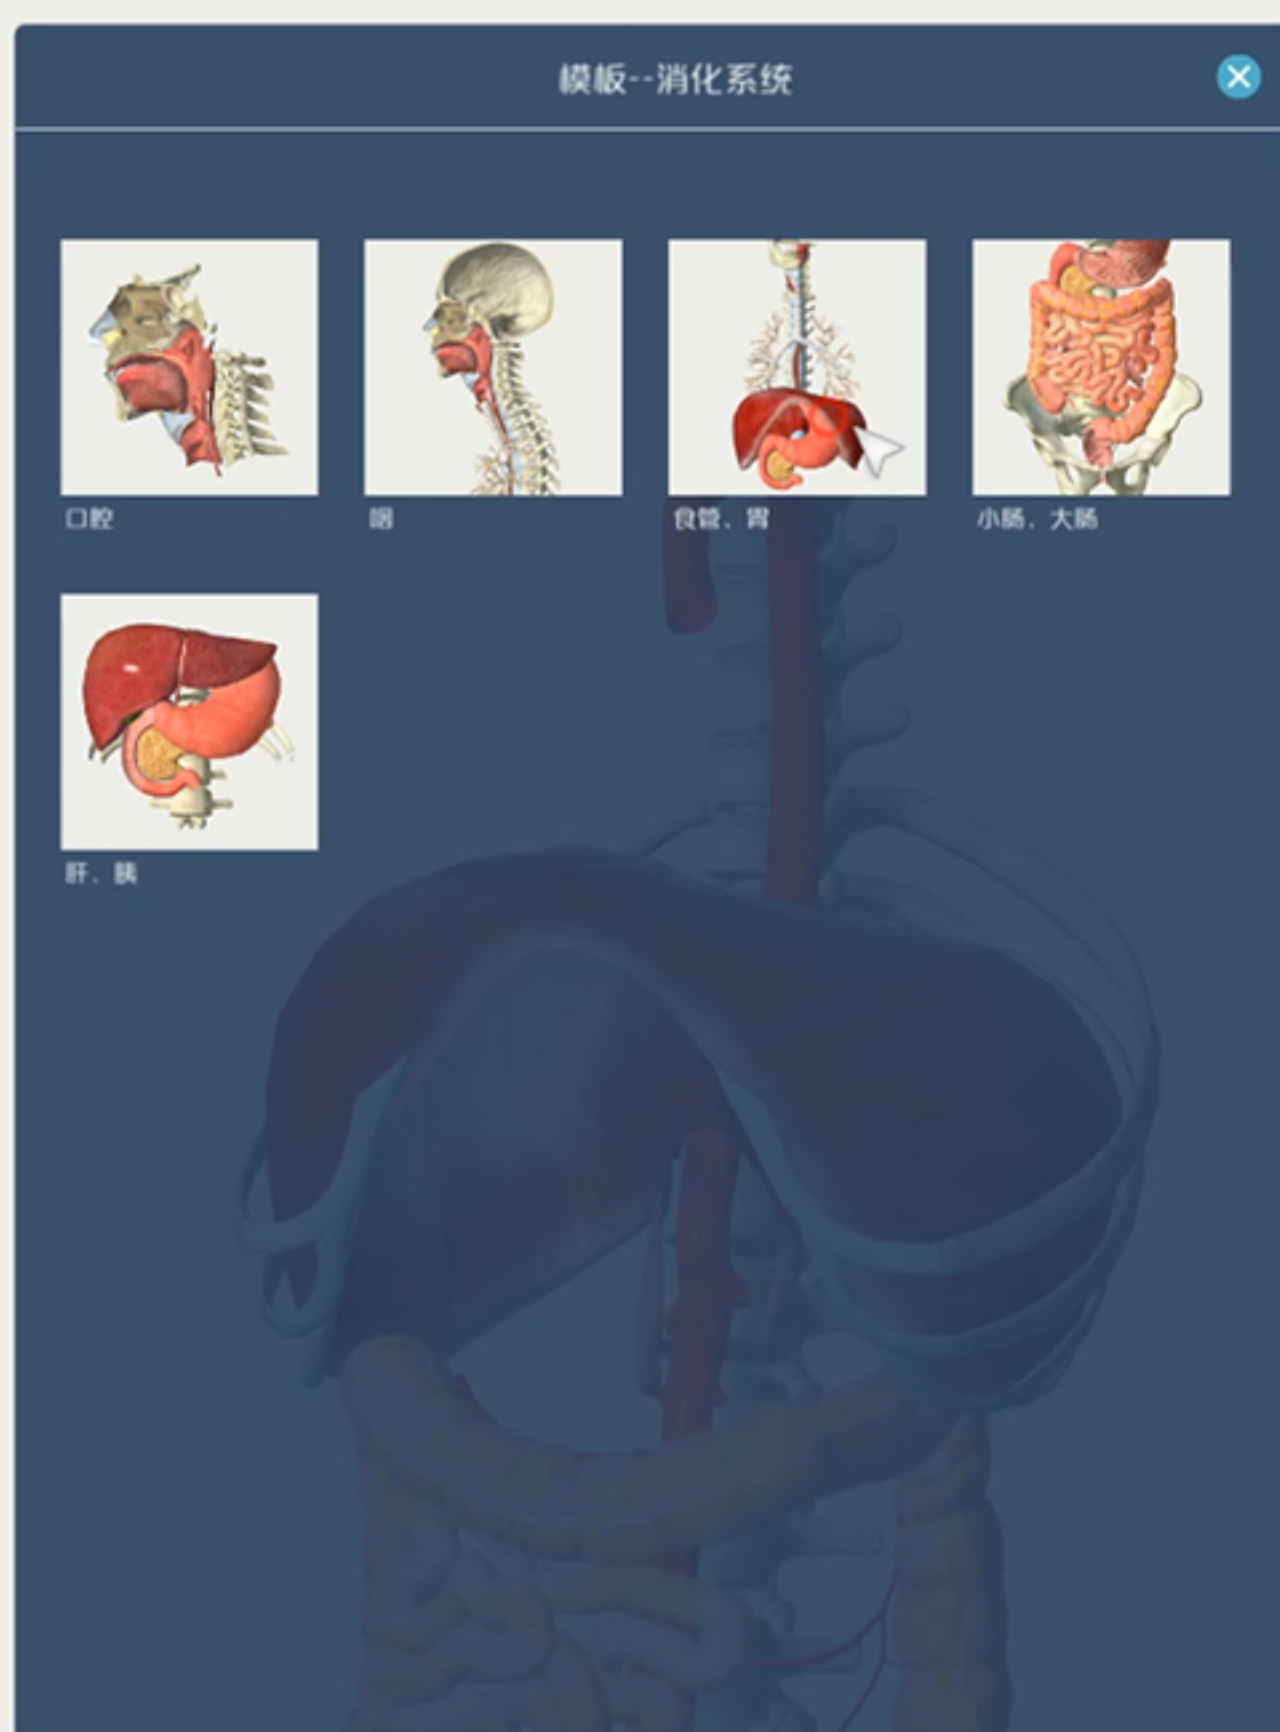 模板--消化系统
口腔
咽
食管、胃
小肠、大肠
肝、胰